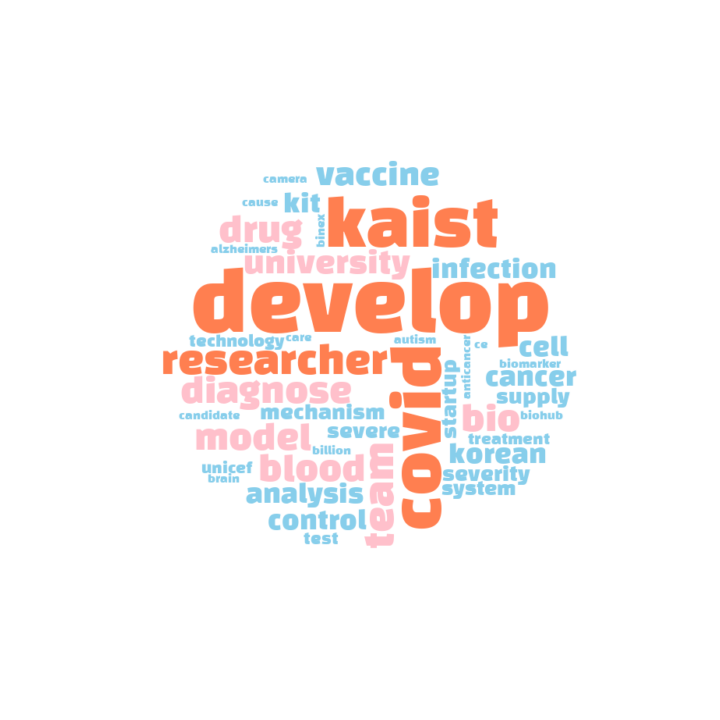 vaccine
camera
cause
kit
kaist
drug
binex
alzheimers
university
infection
develop
technology
care
autism
ce
cell
researcher
covid
startup
anticancer
biomarker
cancer
diagnose
supply
candidate
mechanism
bio
biohub
model
severe
treatment
billion
korean
unicef
blood
team
brain
severity
analysis
system
control
test